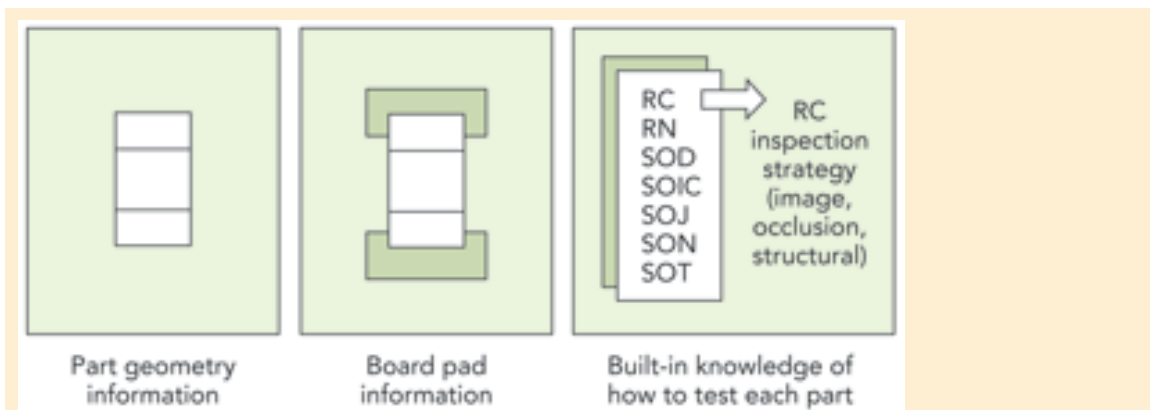 RC
RN
SOD
SOIC
SOJ
SON
SOT
RC
inspection
strategy
(image,
occlusion,
structural)
Part geometry
information
Board pad
information
Built-in knowledge of
how to test each part